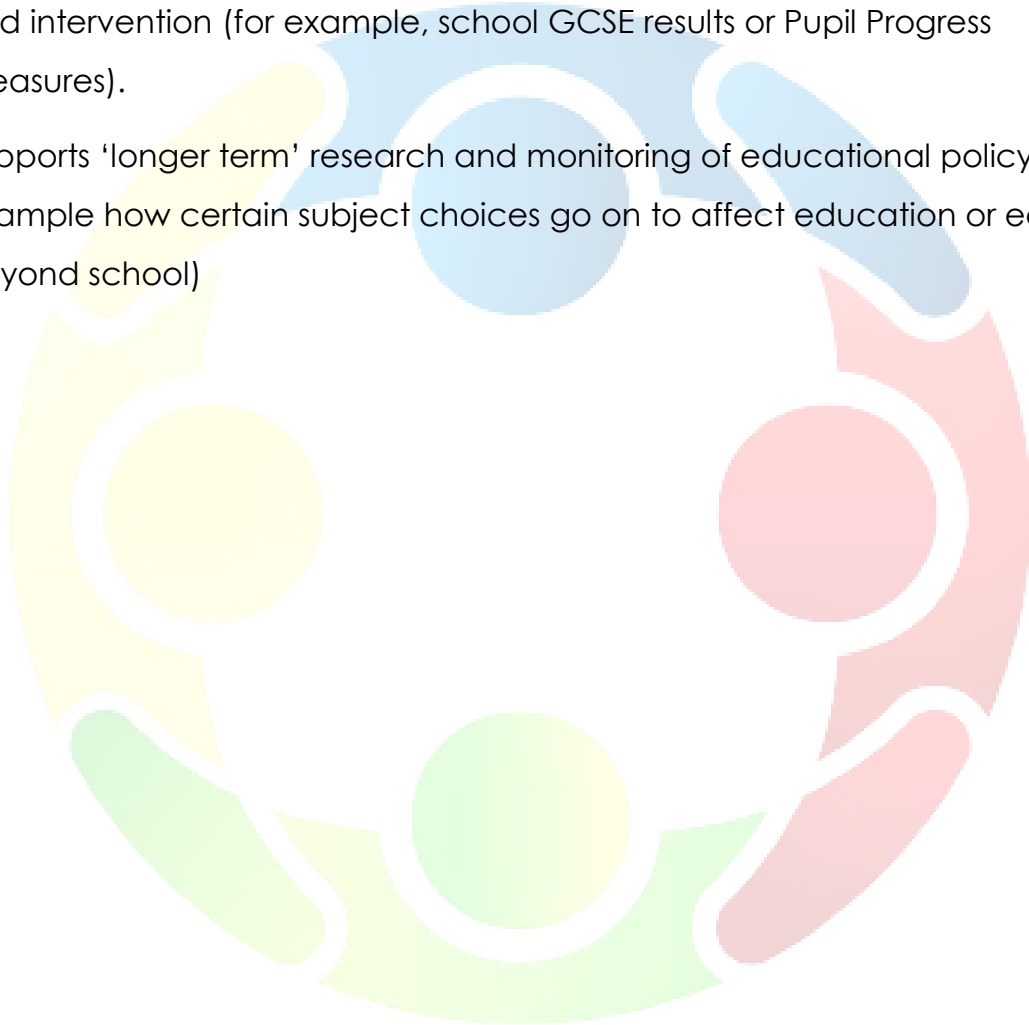 d intervention (for example, school GCSE results or Pupil Progress
easures).
pports ‘longer term’ research and monitoring of educational policy
ample how certain subject choices go on to affect education or e
yond school)